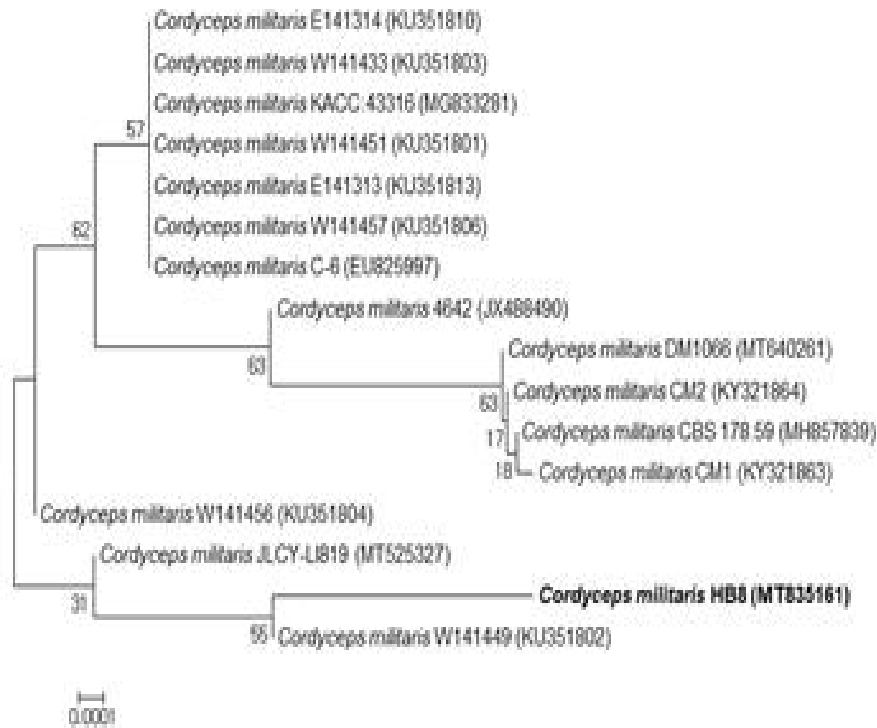 Cordyceps militaris E141314 (KU351810)
Cordyceps militaris W141433 (KU351803)
Cordyceps militaris KACC 43316 (MG833281)
57
Cordyceps militaris W141451 (KU351801)
Cordyceps militaris E141313 (KU351813)
Cordyceps militaris W141457 (KU351806)
62
Cordyceps militaris C-6 (EU825997)
Cordyceps militaris 4642 (JX488490)
Cordyceps militaris DM1066 (MT640261)
63
Cordyceps militaris CM2 (KY321864)
63
Cordyceps militaris CBS 178.59 (MH857839)
17
Cordyceps militaris CM1 (KY321863)
18
Cordyceps militaris W141456 (KU351804)
Cordyceps militaris JLCY-LI819 (MT525327)
Cordyceps militaris HB8 (MT835161)
31
Cordyceps militaris W141449 (KU351802)
0.0001